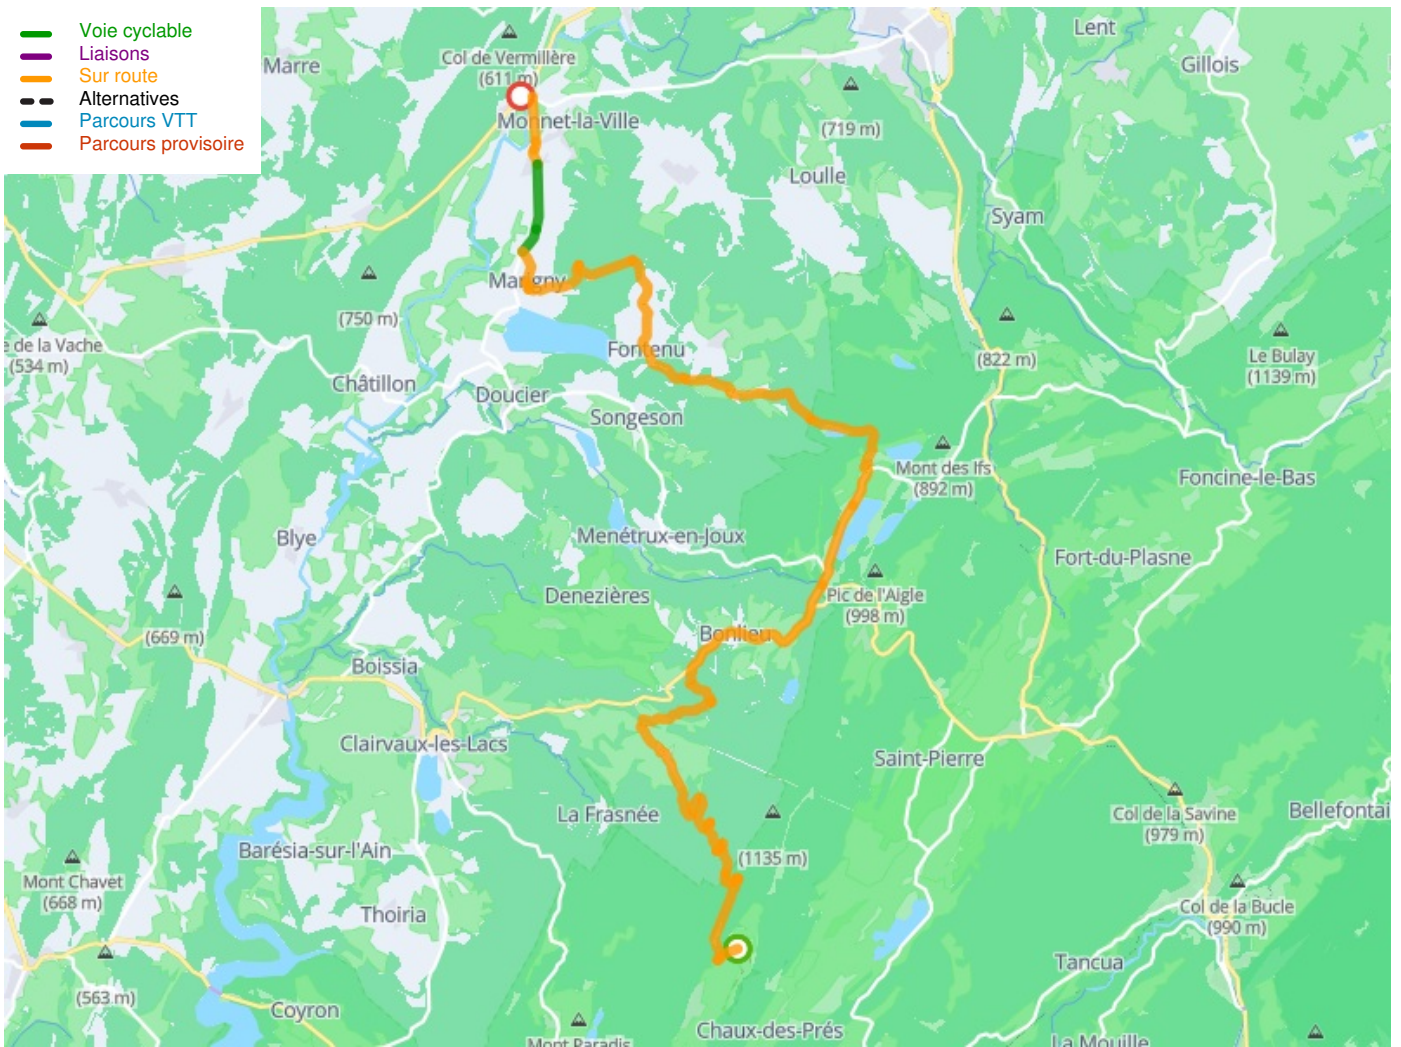 Voie cyclable
Liaisons
Sur route
Alternatives
Parcours VTT
Parcours provisoire
Marre
Col de Vermillère
(611 m)
Monnet-la-Ville
Lent
Gillois
(719 m)
Loulle
Syam
Marigny
(750 m)
e de la Vache
(534 m)
Fontenu
(822 m)
Le Bulay
(1139 m)
Châtillon
Doucier
Songeson
Mont des Ifs
(892 m)
Foncine-le-Bas
Blye
Menétrux-en-Joux
Fort-du-Plasne
Denezières
Pic de l'Aigle
(998 m)
(669 m)
Bonlieu
Boissia
Clairvaux-les-Lacs
Saint-Pierre
La Frasnée
Col de la Savine
(979 m)
Bellefontai
Barésia-sur-l'Ain
(1135 m)
Mont Chavet
(668 m)
Thoiria
Col de la Bucle
(990 m)
Tancua
(563 m)
Coyron
Chaux-des-Prés
Mont Paradis
La Mouille